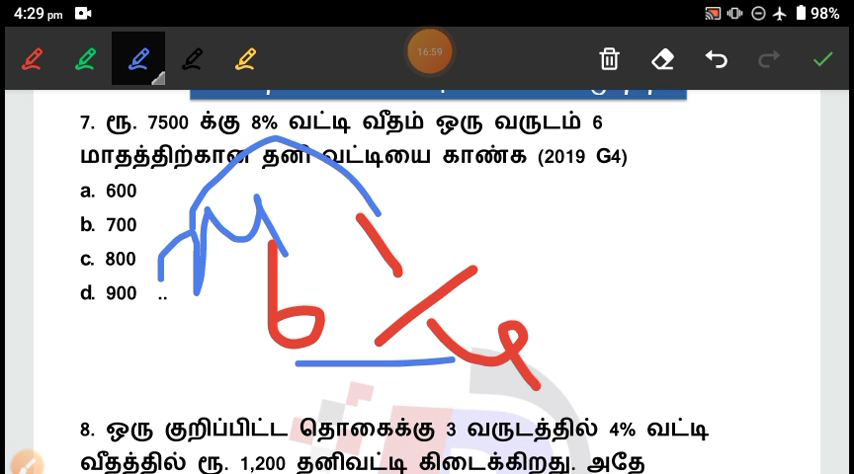 4:29 pm
98%
16:59
7. ரூ. 7500 க்கு 8% வட்டி வீதம் ஒரு வருடம் 6
மாதத்திற்கான தனி வட்டியை காண்க (2019 G4)
a. 600
b. 700
c. 800
d. 900 ..
8. ஒரு குறிப்பிட்ட தொகைக்கு 3 வருடத்தில் 4% வட்டி
வீதத்தில் ரூ. 1,200 தனிவட்டி கிடைக்கிறது. அதே